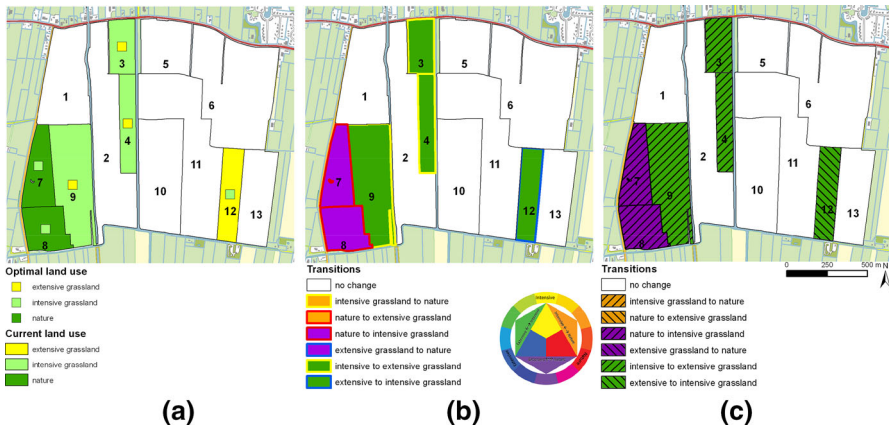 (a)
1
2
3
4
5
6
7
8
9
10
11
12
13
Optimal land use
extensive grassland
intensive grassland
nature
Current land use
extensive grassland
intensive grassland
nature
(b)
1
2
3
4
5
6
7
8
9
10
11
12
13
Transitions
no change
intensive grassland to nature
nature to extensive grassland
nature to intensive grassland
extensive grassland to nature
intensive to extensive grassland
extensive to intensive grassland
Intensive
Nature
Extensive
(c)
1
2
3
4
5
6
7
8
9
10
11
12
13
Transitions
no change
intensive grassland to nature
nature to extensive grassland
nature to intensive grassland
extensive grassland to nature
intensive to extensive grassland
extensive to intensive grassland
0 250 500 m
N
(a)
(b)
(c)